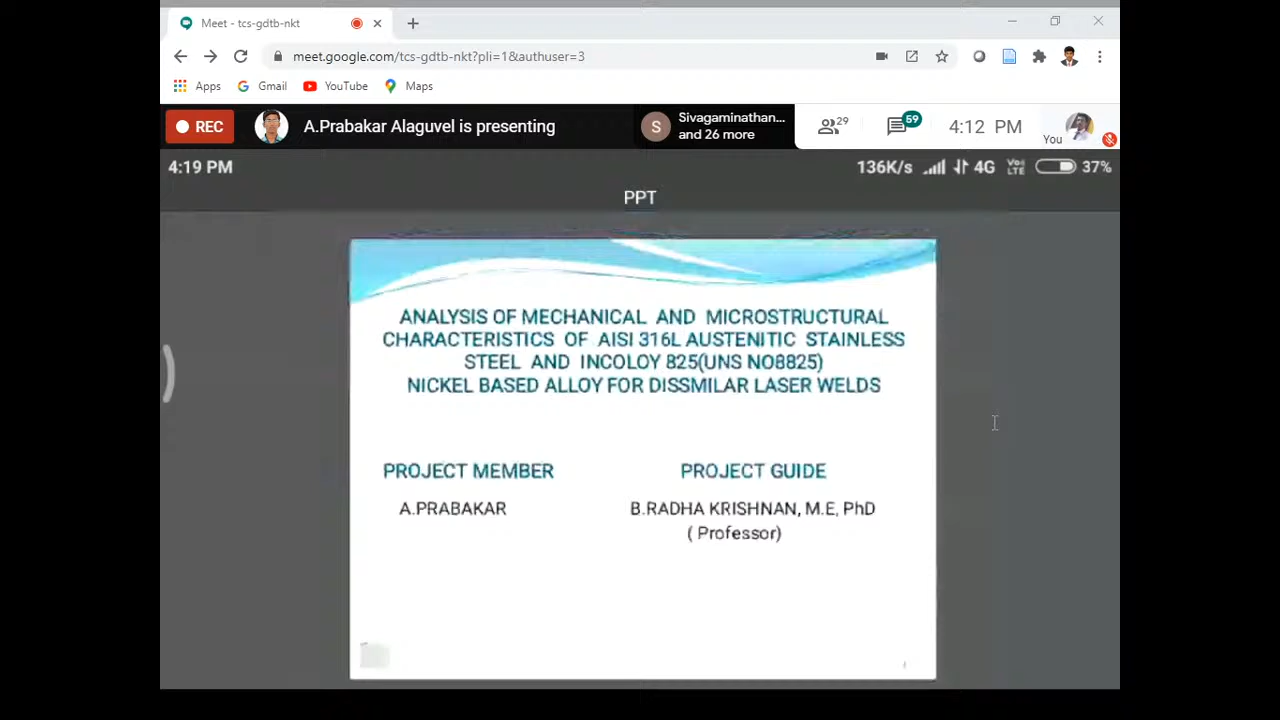 Meet - tcs-gdtb-nkt
meet.google.com/tcs-gdtb-nkt?pli=1&authuser=3
Apps Gmail YouTube Maps
REC A.Prabakar Alaguvel is presenting S Sivagaminathan... and 26 more 29 59 4:12 PM You
4:19 PM 136K/s 4G Vo) LTE 37%
PPT
ANALYSIS OF MECHANICAL AND MICROSTRUCTURAL
CHARACTERISTICS OF AISI 316L AUSTENITIC STAINLESS
STEEL AND INCOLOY 825(UNS NO8825)
NICKEL BASED ALLOY FOR DISSMILAR LASER WELDS
PROJECT MEMBER PROJECT GUIDE
A.PRABAKAR B.RADHA KRISHNAN, M.E, PhD
( Professor)